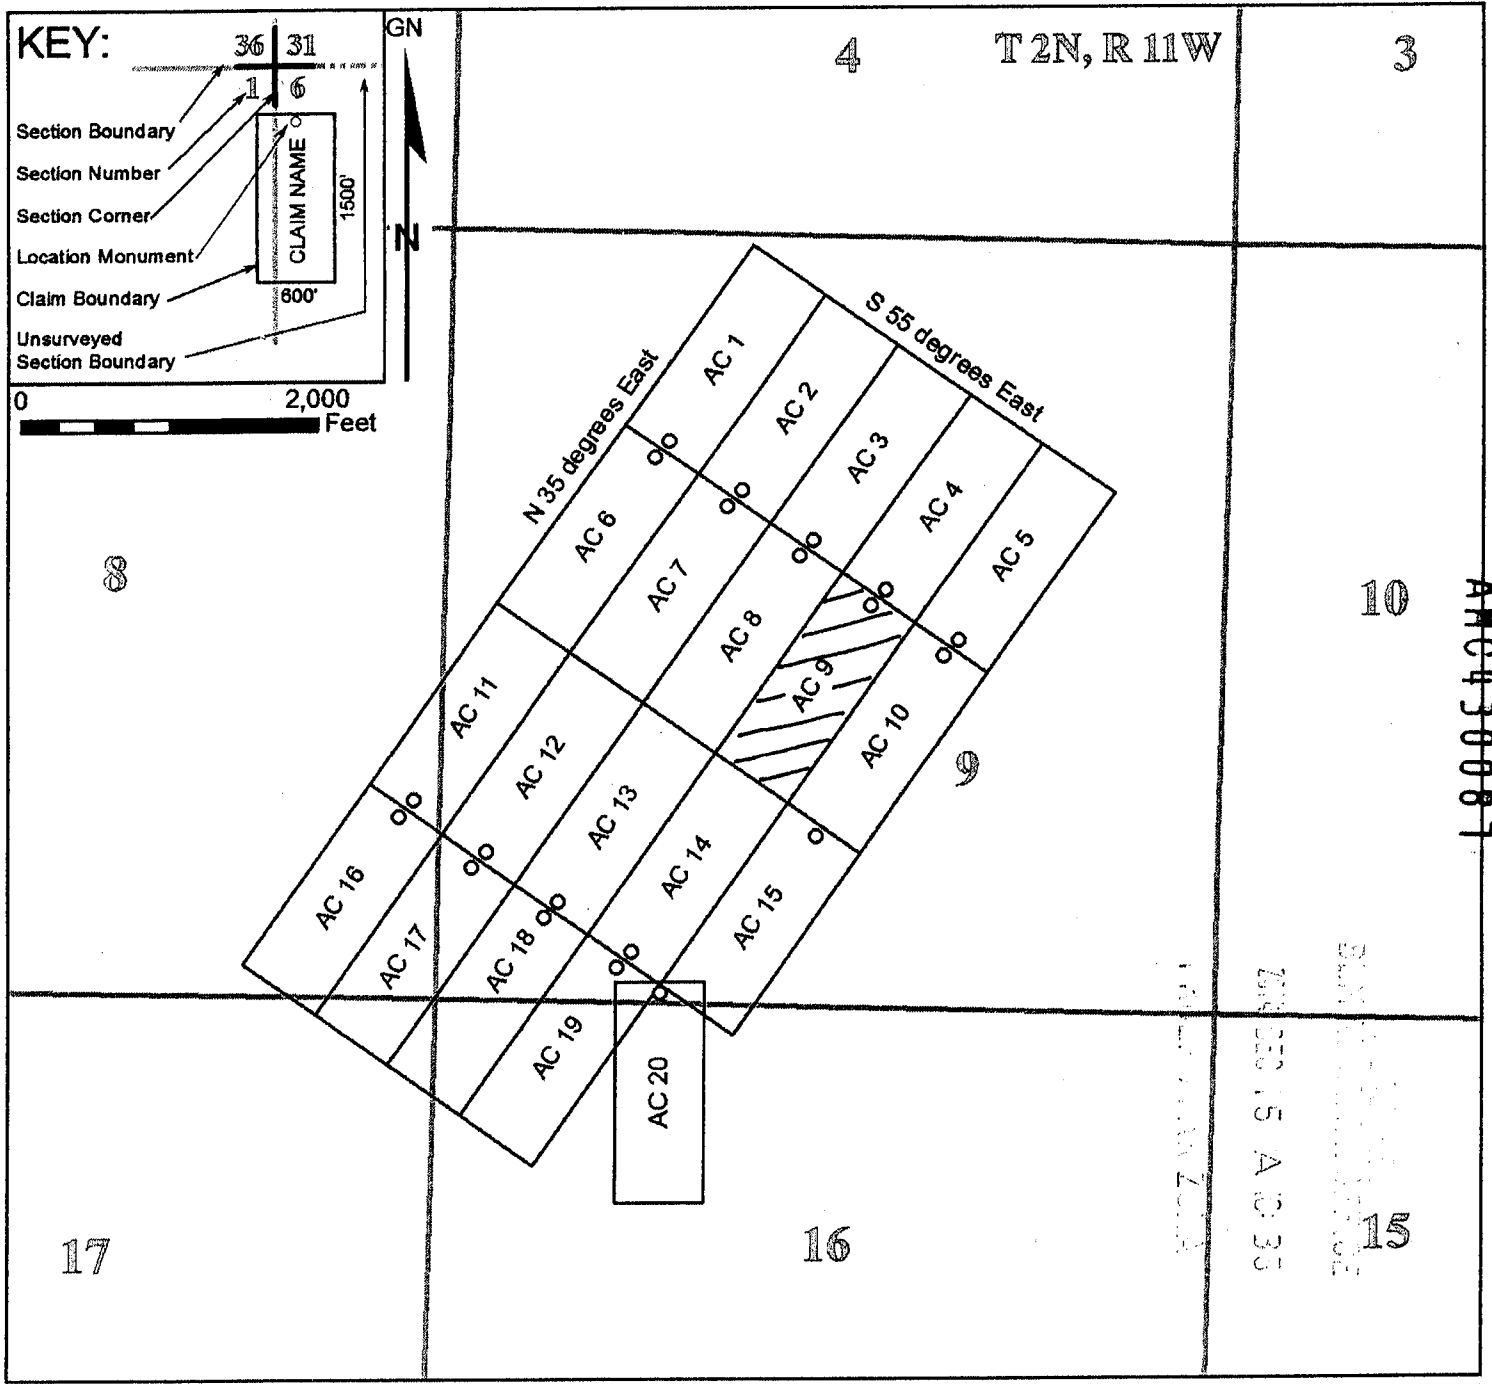 KEY:
36 31
1 6
Section Boundary
Section Number
Section Corner
Location Monument
Claim Boundary
Unsurveyed
Section Boundary
CLAIM NAME
1500'
600'
GN
N
0 2,000
Feet
4
T 2N, R 11W
3
S 55 degrees East
N 35 degrees East
AC 1
AC 2
AC 3
AC 4
AC 5
AC 6
AC 7
AC 8
AC 9
AC 10
AC 11
AC 12
AC 13
AC 14
AC 15
AC 16
AC 17
AC 18
AC 19
AC 20
8
9
10
17
16
15